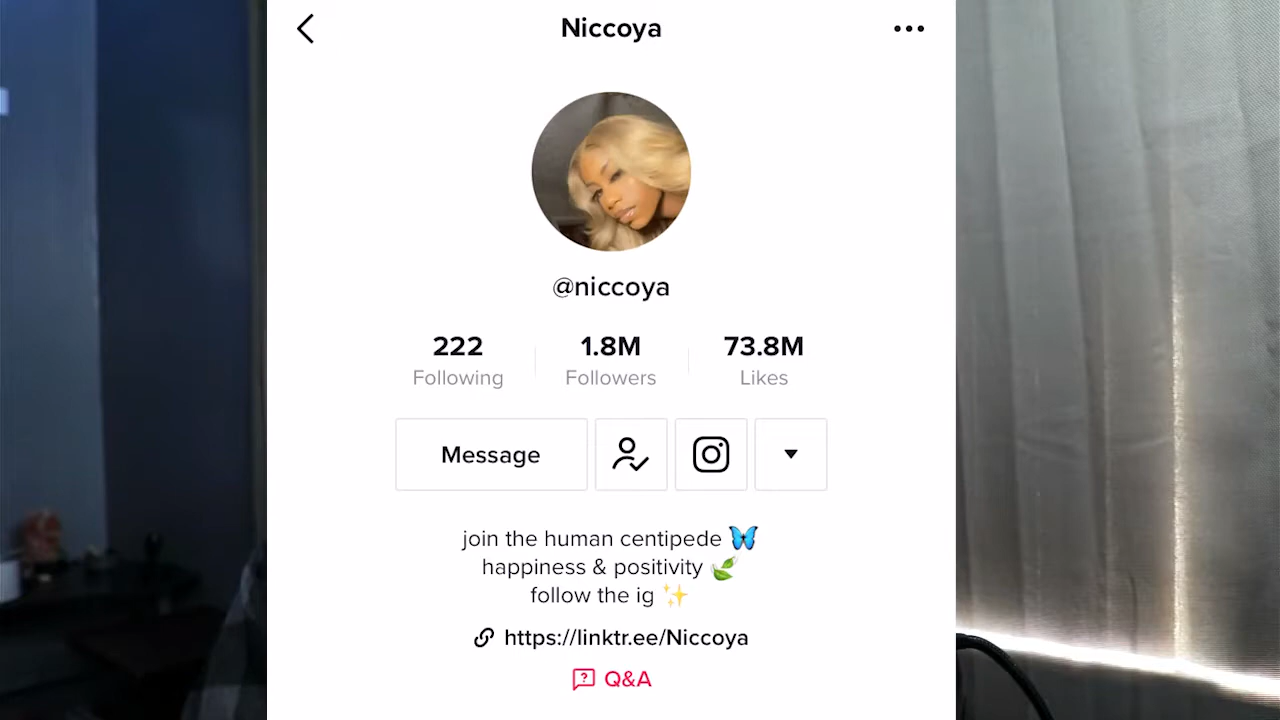 Niccoya
@niccoya
222 1.8M 73.8M
Following Followers Likes
Message
join the human centipede 🦋
happiness & positivity 🍃
follow the ig ✨
https://linktr.ee/Niccoya
Q&A